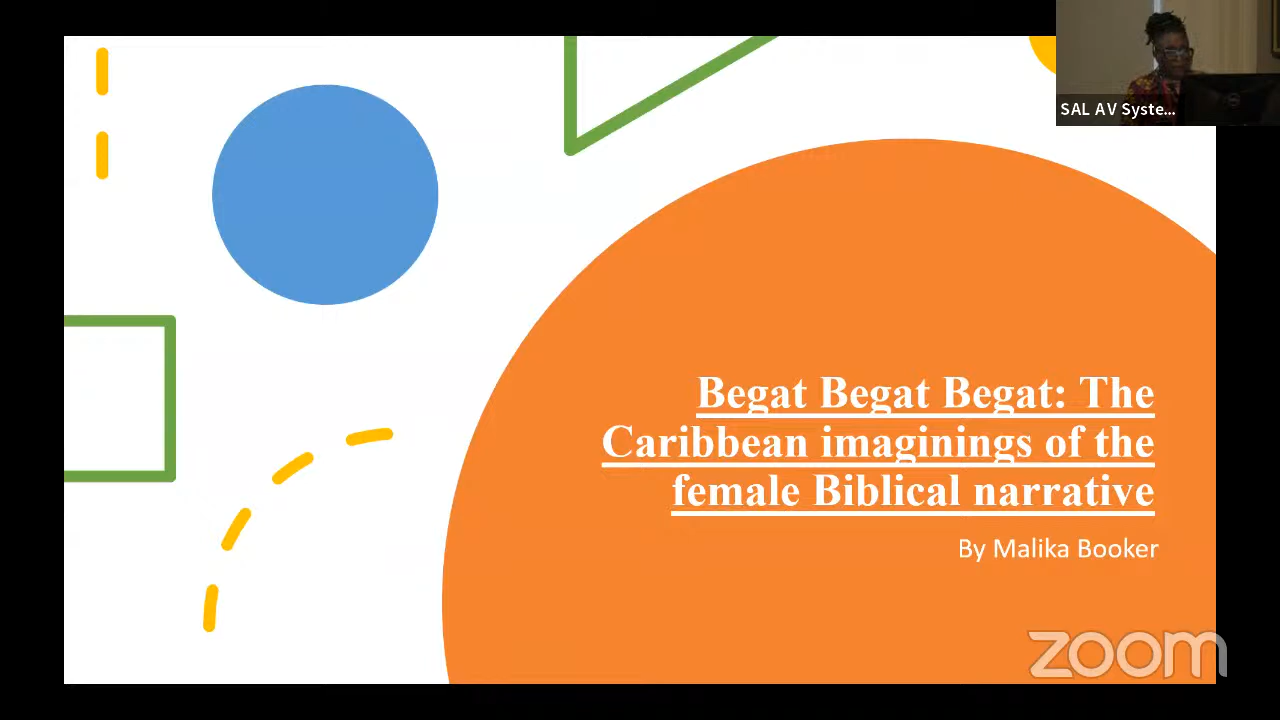 SAL AV Syste...
Begat Begat Begat: The
Caribbean imaginings of the
female Biblical narrative
By Malika Booker
zoom